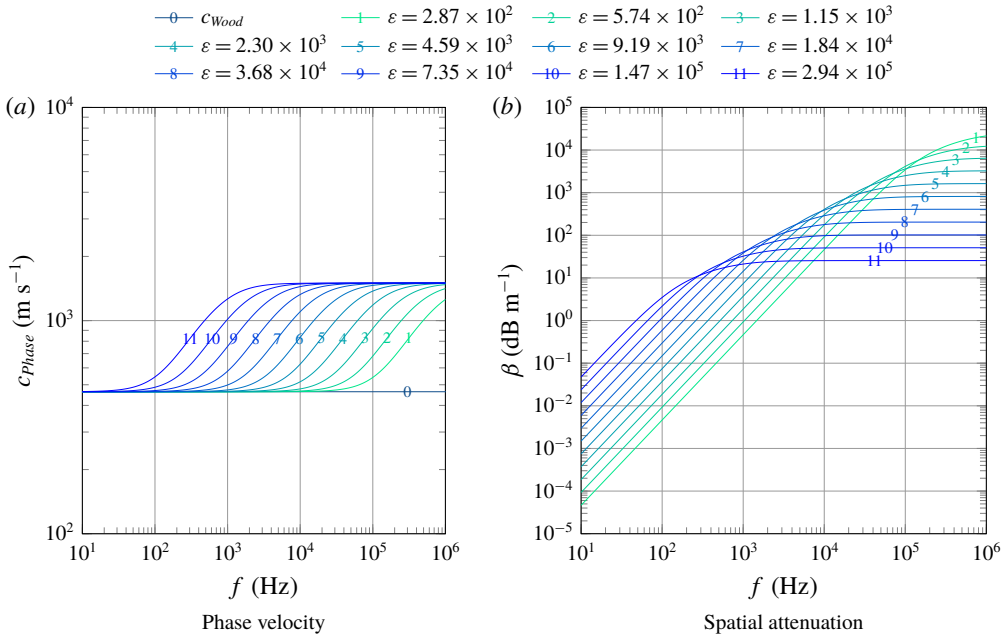 0 c_Wood 1 ε = 2.87 × 10² 2 ε = 5.74 × 10² 3 ε = 1.15 × 10³
4 ε = 2.30 × 10³ 5 ε = 4.59 × 10³ 6 ε = 9.19 × 10³ 7 ε = 1.84 × 10⁴
8 ε = 3.68 × 10⁴ 9 ε = 7.35 × 10⁴ 10 ε = 1.47 × 10⁵ 11 ε = 2.94 × 10⁵
(a)
10⁴
10³
10²
c_Phase (m s⁻¹)
11 10 9 8 7 6 5 4 3 2 1
0
10¹ 10² 10³ 10⁴ 10⁵ 10⁶
f (Hz)
Phase velocity
(b)
10⁵
10⁴
10³
10²
10¹
10⁰
10⁻¹
10⁻²
10⁻³
10⁻⁴
10⁻⁵
β (dB m⁻¹)
1
2
3
4
5
6
7
8
9
10
11
10¹ 10² 10³ 10⁴ 10⁵ 10⁶
f (Hz)
Spatial attenuation